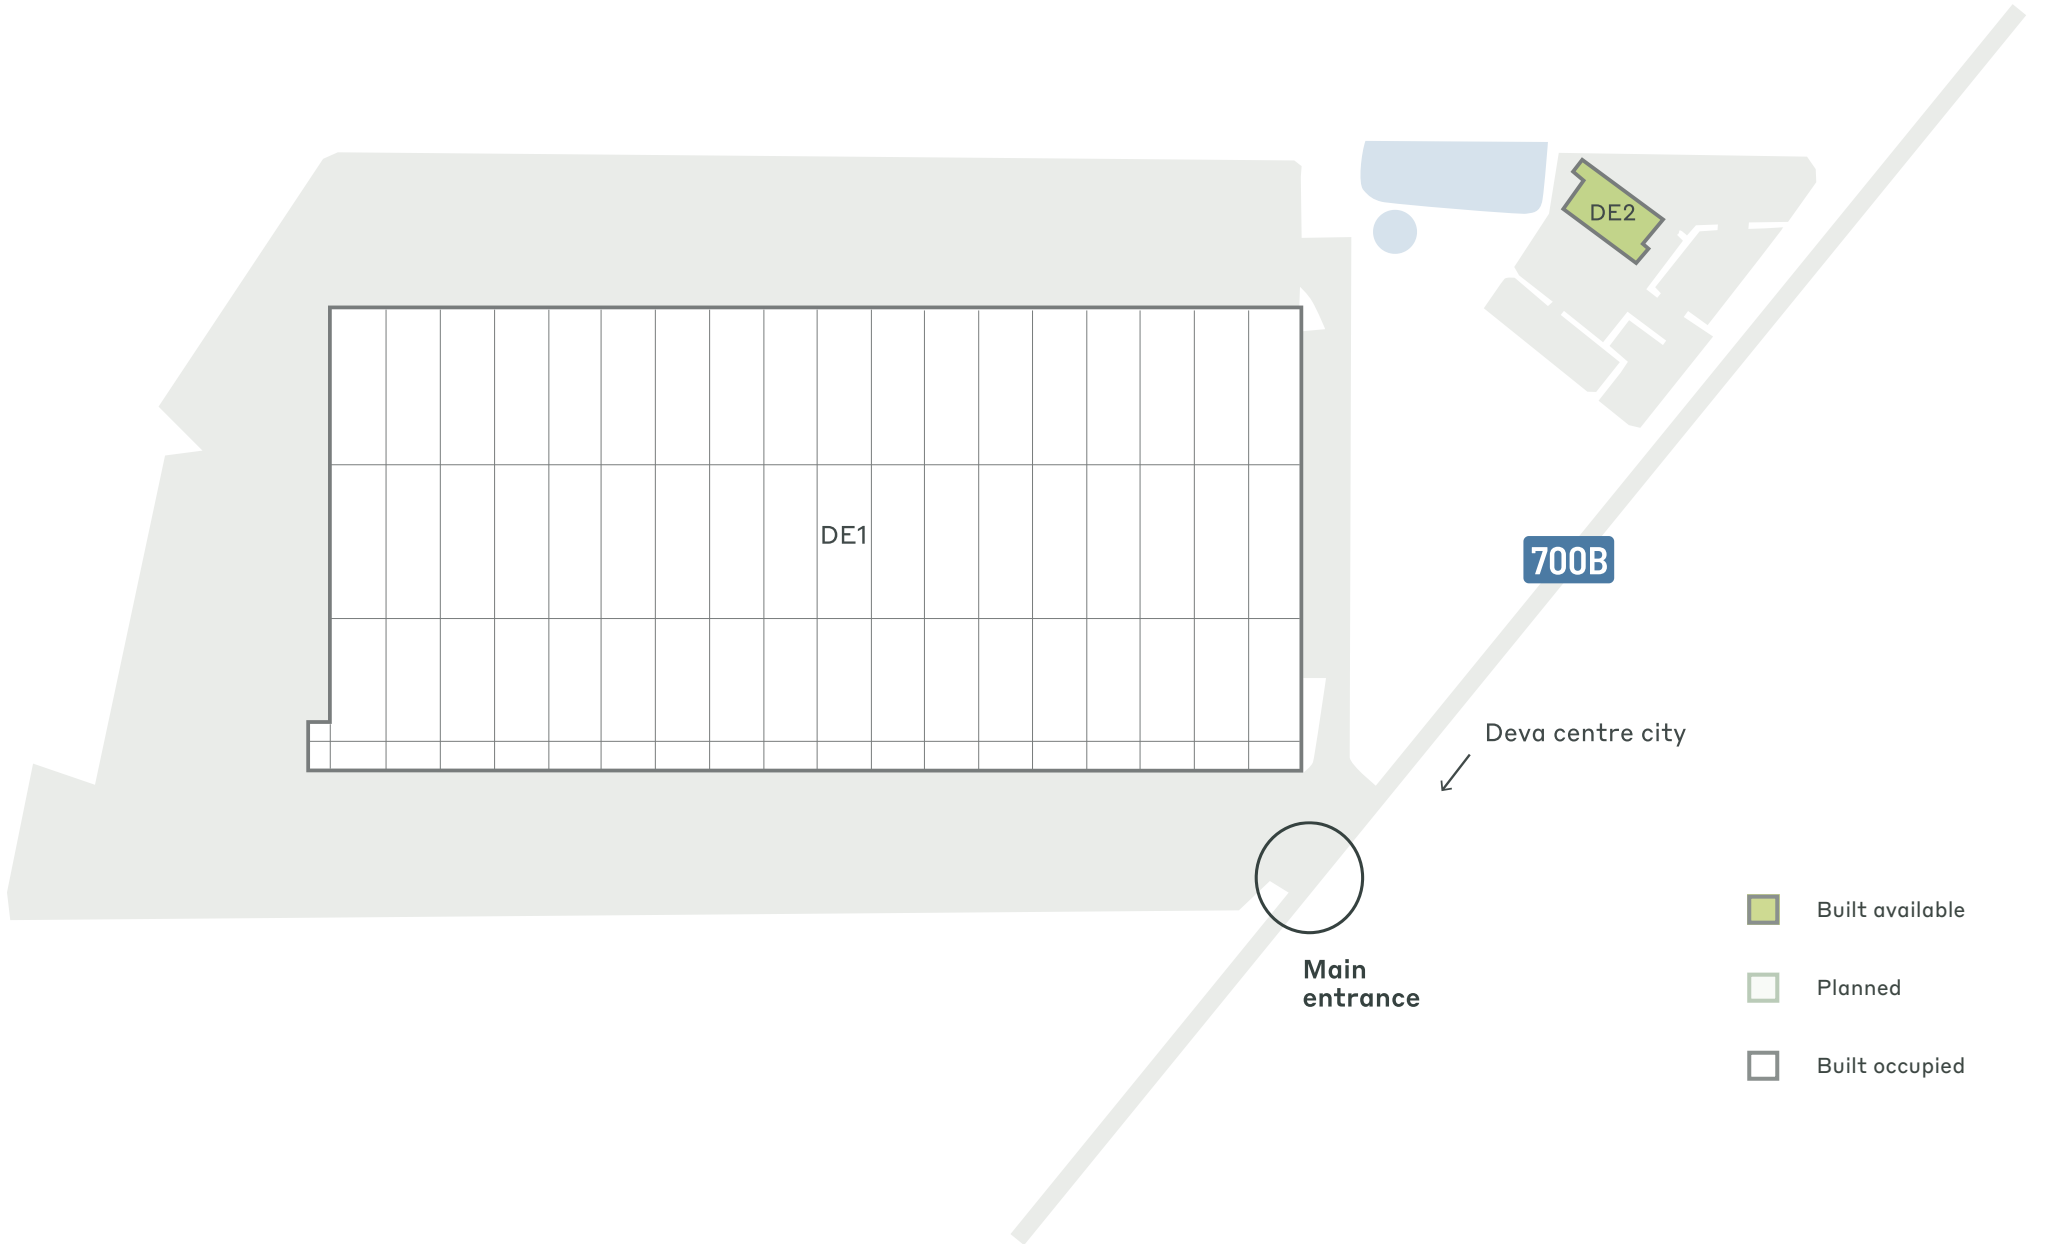 DE2
DE1
700B
Deva centre city
Main
entrance
Built available
Planned
Built occupied